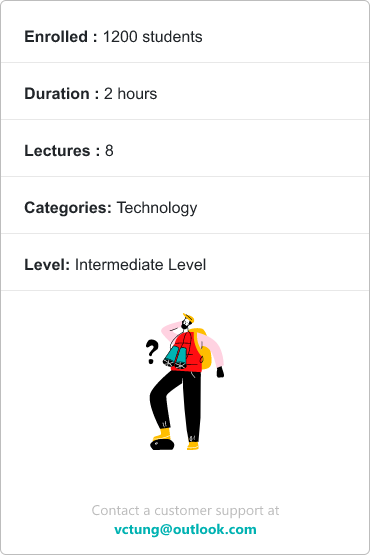 Enrolled : 1200 students
Duration : 2 hours
Lectures : 8
Categories: Technology
Level: Intermediate Level
?
Contact a customer support at
vctung@outlook.com